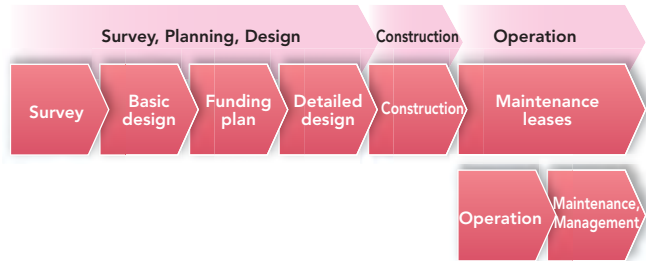 Survey, Planning, Design
Construction
Operation
Survey
Basic
design
Funding
plan
Detailed
design
Construction
Maintenance
leases
Operation
Maintenance,
Management